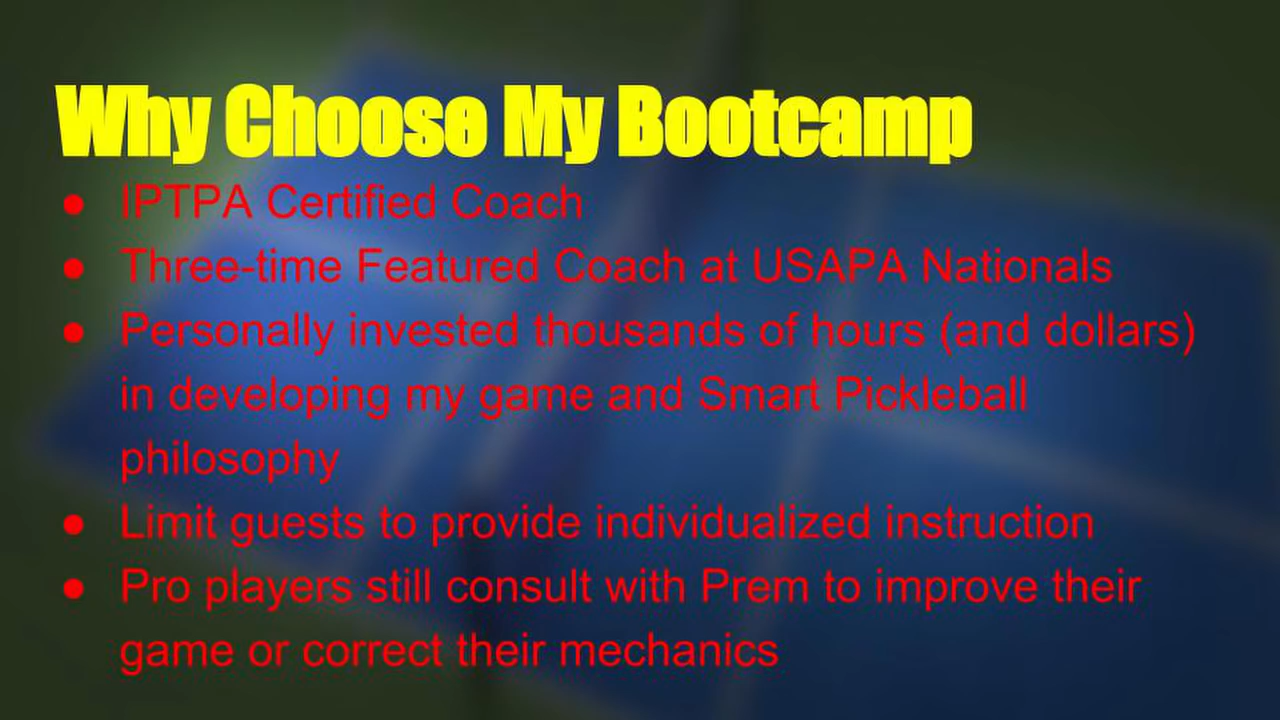 Why Choose My Bootcamp
● IPTPA Certified Coach
● Three-time Featured Coach at USAPA Nationals
● Personally invested thousands of hours (and dollars)
in developing my game and Smart Pickleball
philosophy
● Limit guests to provide individualized instruction
● Pro players still consult with Prem to improve their
game or correct their mechanics